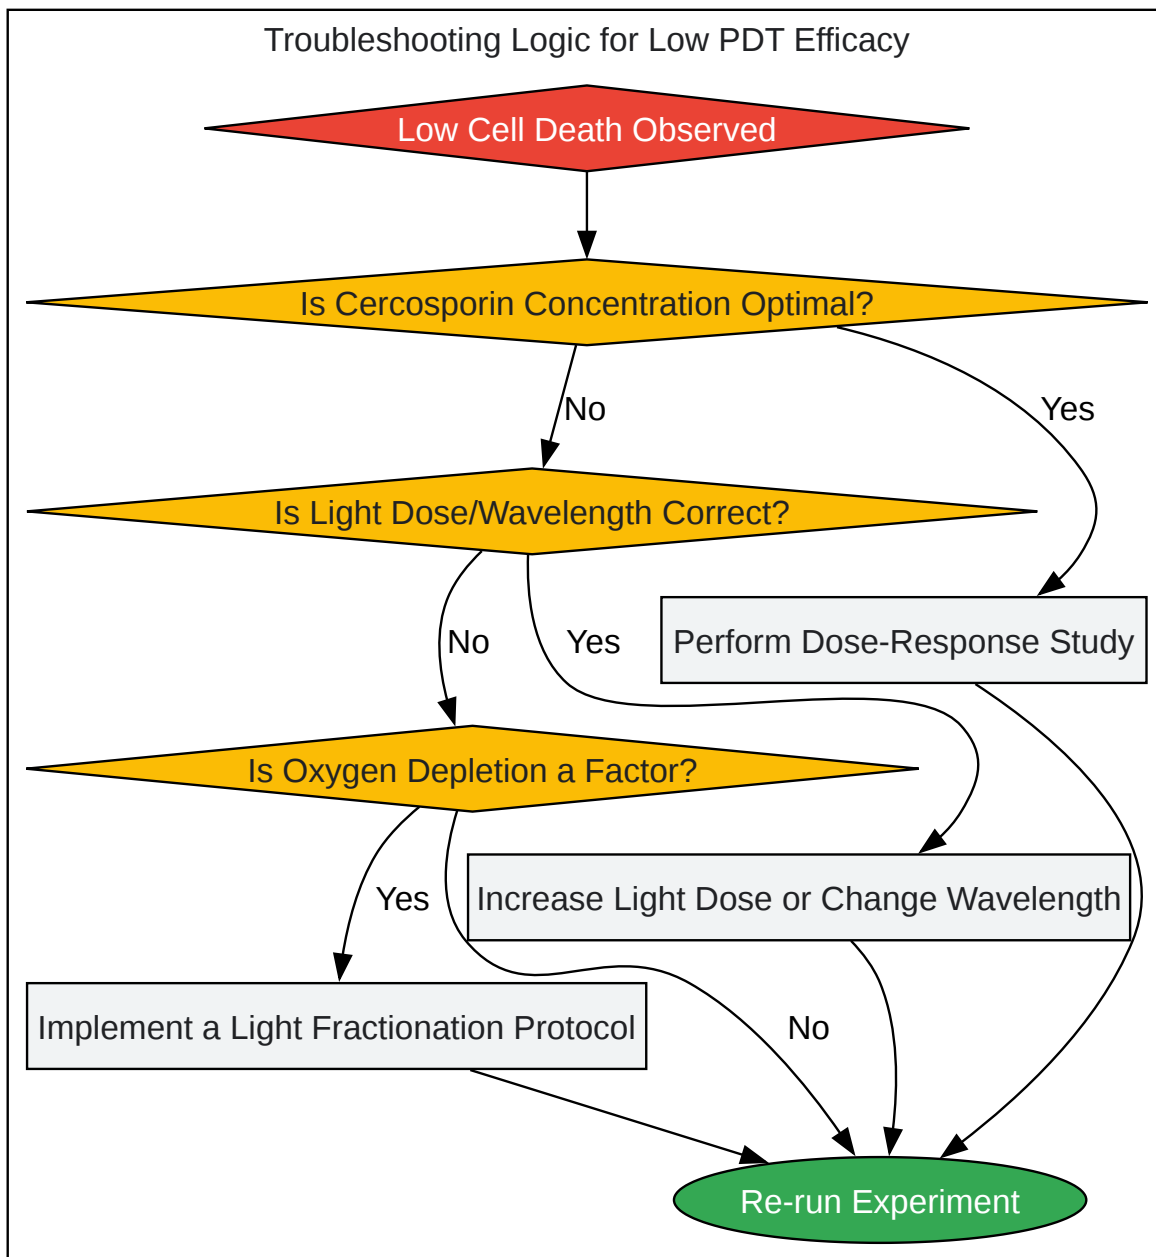 Troubleshooting Logic for Low PDT Efficacy
Low Cell Death Observed
Is Cercosporin Concentration Optimal?
No
Yes
Is Light Dose/Wavelength Correct?
No
Yes
Perform Dose-Response Study
Is Oxygen Depletion a Factor?
Yes
Increase Light Dose or Change Wavelength
Implement a Light Fractionation Protocol
No
Re-run Experiment